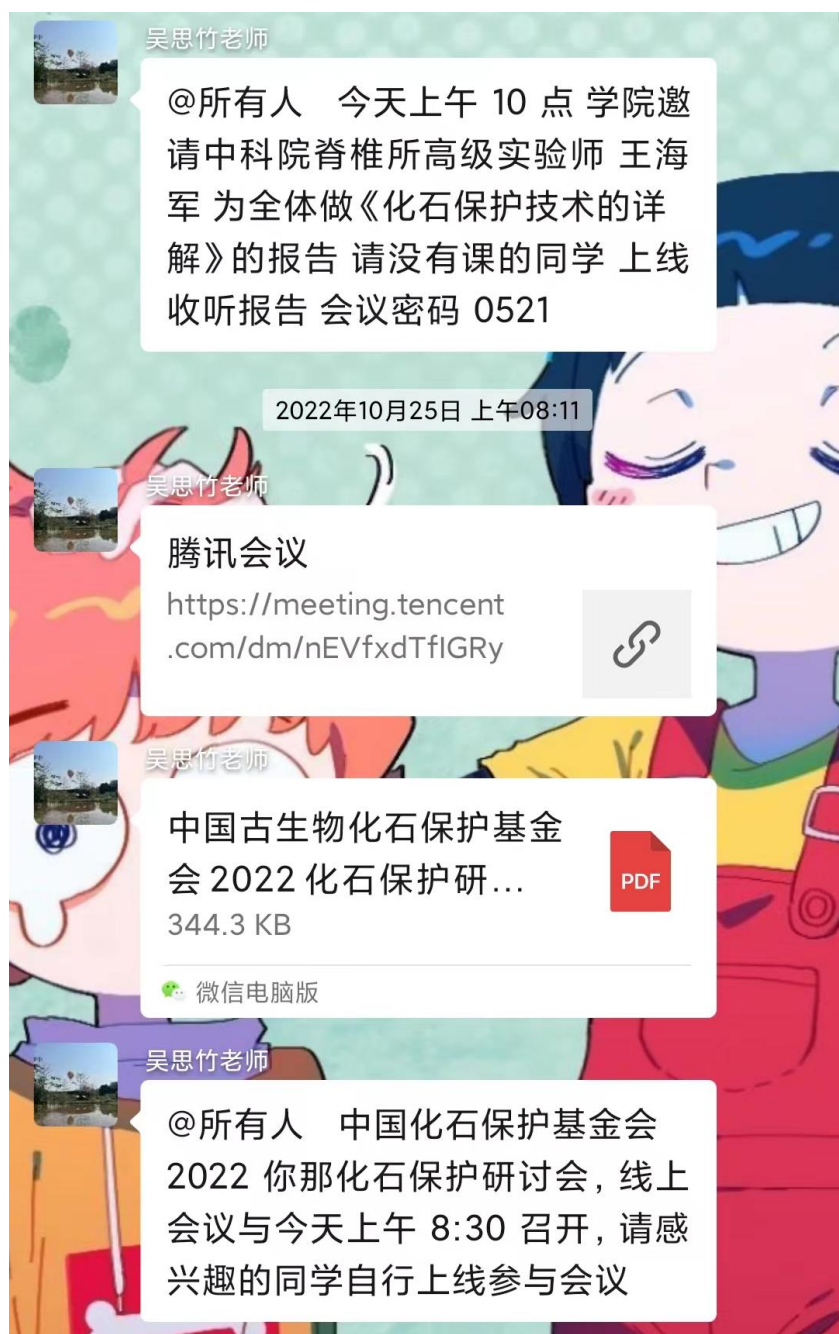 吴思竹老师
@所有人 今天上午 10 点 学院邀
请中科院脊椎所高级实验师 王海
军 为全体做《化石保护技术的详
解》的报告 请没有课的同学 上线
收听报告 会议密码 0521
2022年10月25日 上午08:11
吴思竹老师
腾讯会议
https://meeting.tencent
.com/dm/nEVfxdTfIGRy
吴思竹老师
中国古生物化石保护基金
会 2022 化石保护研...
PDF
344.3 KB
微信电脑版
吴思竹老师
@所有人 中国化石保护基金会
2022 你那化石保护研讨会，线上
会议与今天上午 8:30 召开，请感
兴趣的同学自行上线参与会议